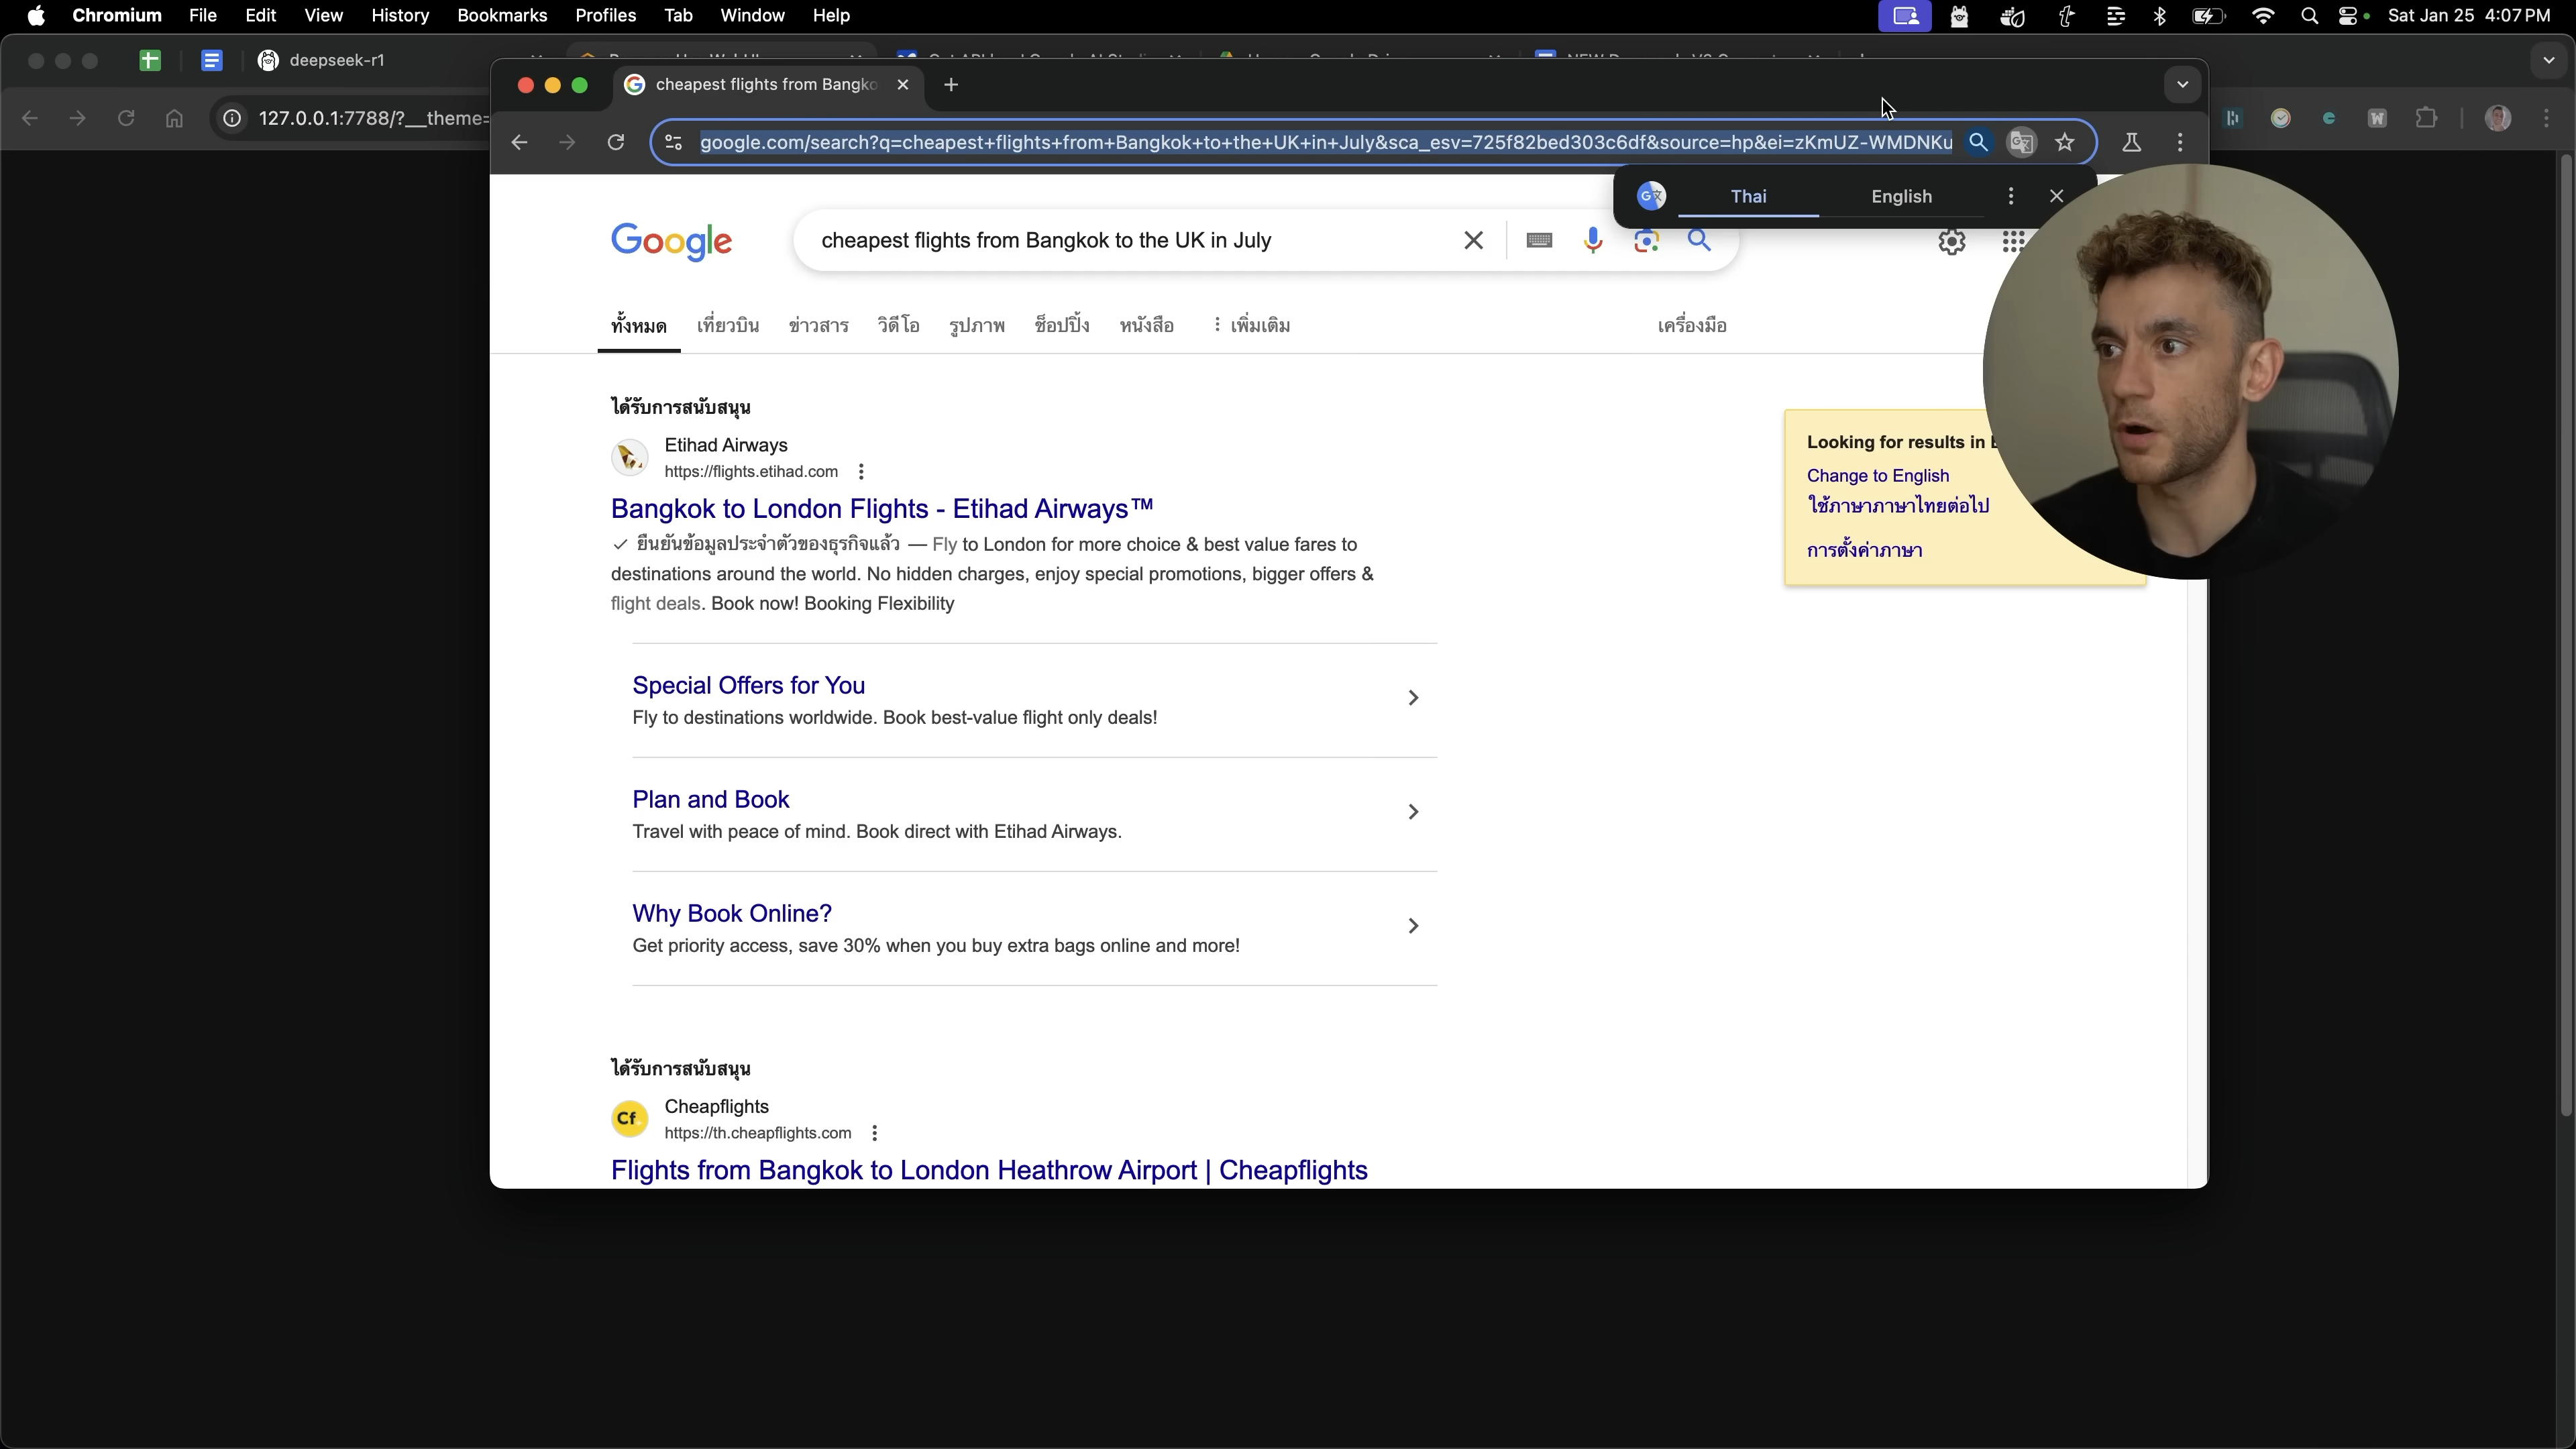 Chromium File Edit View History Bookmarks Profiles Tab Window Help Sat Jan 25 4:07 PM
deepseek-r1
cheapest flights from Bangko
127.0.0.1:7788/?__theme=
google.com/search?q=cheapest+flights+from+Bangkok+to+the+UK+in+July&sca_esv=725f82bed303c6df&source=hp&ei=zKmUZ-WMDNKu
Thai English
Google
cheapest flights from Bangkok to the UK in July
ทั้งหมด เที่ยวบิน ข่าวสาร วิดีโอ รูปภาพ ช็อปปิ้ง หนังสือ เพิ่มเติม เครื่องมือ
ได้รับการสนับสนุน
Etihad Airways
https://flights.etihad.com
Bangkok to London Flights - Etihad Airways™
ยืนยันข้อมูลประจำตัวของธุรกิจแล้ว — Fly to London for more choice & best value fares to
destinations around the world. No hidden charges, enjoy special promotions, bigger offers &
flight deals. Book now! Booking Flexibility
Looking for results in
Change to English
ใช้ภาษาภาษาไทยต่อไป
การตั้งค่าภาษา
Special Offers for You
Fly to destinations worldwide. Book best-value flight only deals!
Plan and Book
Travel with peace of mind. Book direct with Etihad Airways.
Why Book Online?
Get priority access, save 30% when you buy extra bags online and more!
ได้รับการสนับสนุน
Cf
Cheapflights
https://th.cheapflights.com
Flights from Bangkok to London Heathrow Airport | Cheapflights